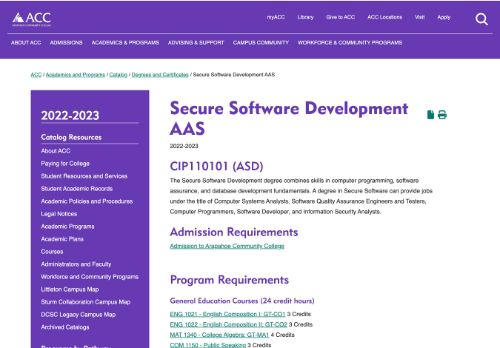 ACC
myACC Library Give to ACC ACC Locations Visit Apply
ABOUT ACC ADMISSIONS ACADEMICS & PROGRAMS ADVISING & SUPPORT CAMPUS COMMUNITY WORKFORCE & COMMUNITY PROGRAMS
ACC / Academics and Programs / Catalog / Degrees and Certificates / Secure Software Development AAS
2022-2023
Catalog Resources
About ACC
Paying for College
Student Resources and Services
Student Academic Records
Academic Policies and Procedures
Legal Notices
Academic Programs
Academic Plans
Courses
Administrators and Faculty
Workforce and Community Programs
Littleton Campus Map
Sturm Collaboration Campus Map
DCSC Legacy Campus Map
Archived Catalogs
Secure Software Development
AAS
2022-2023
CIP110101 (ASD)
The Secure Software Development degree combines skills in computer programming, software
assurance, and database development fundamentals. A degree in Secure Software can provide jobs
under the title of Computer Systems Analysts, Software Quality Assurance Engineers and Testers,
Computer Programmers, Software Developer, and Information Security Analysts.
Admission Requirements
Admission to Arapahoe Community College
Program Requirements
General Education Courses (24 credit hours)
ENG 1021 - English Composition I: GT-CO1 3 Credits
ENG 1022 - English Composition II: GT-CO2 3 Credits
MAT 1340 - College Algebra: GT-MA1 4 Credits
COM 1150 - Public Speaking 3 Credits